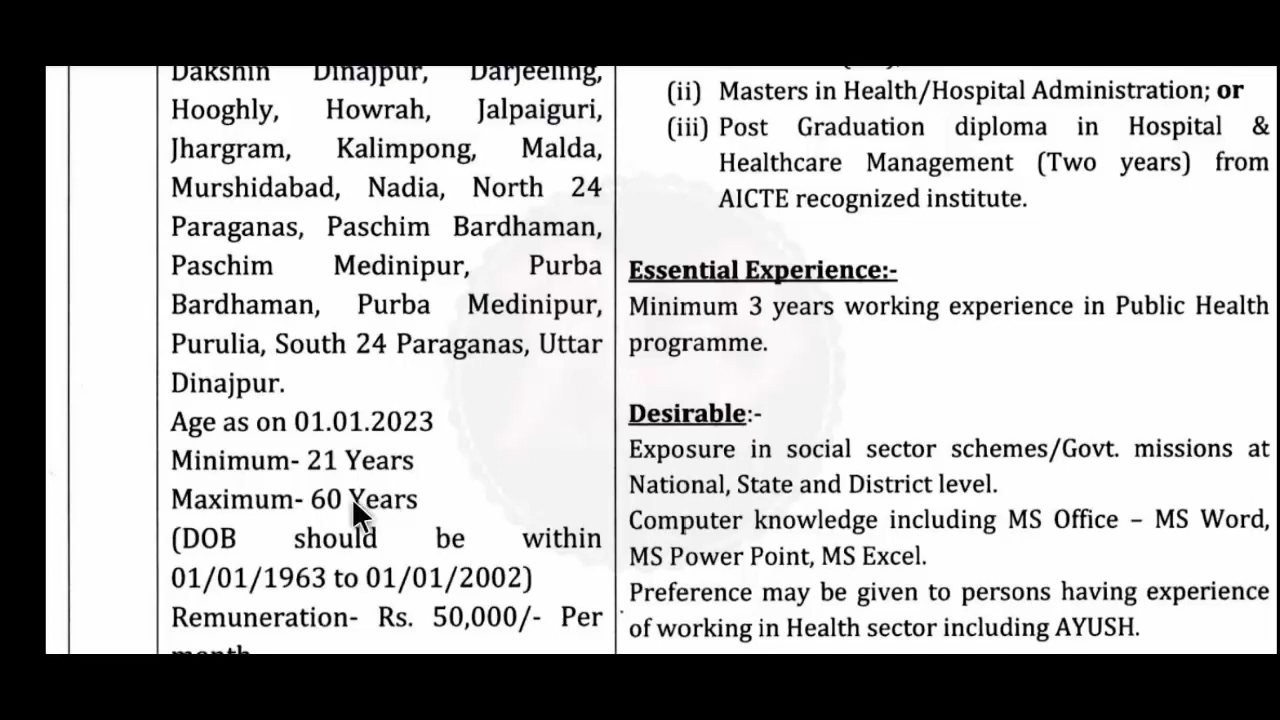 Dakshin Dinajpur, Darjeeling,
Hooghly, Howrah, Jalpaiguri,
Jhargram, Kalimpong, Malda,
Murshidabad, Nadia, North 24
Paraganas, Paschim Bardhaman,
Paschim Medinipur, Purba
Bardhaman, Purba Medinipur,
Purulia, South 24 Paraganas, Uttar
Dinajpur.
Age as on 01.01.2023
Minimum- 21 Years
Maximum- 60 Years
(DOB should be within
01/01/1963 to 01/01/2002)
Remuneration- Rs. 50,000/- Per
month
(ii) Masters in Health/Hospital Administration; or
(iii) Post Graduation diploma in Hospital &
Healthcare Management (Two years) from
AICTE recognized institute.
Essential Experience:-
Minimum 3 years working experience in Public Health
programme.
Desirable:-
Exposure in social sector schemes/Govt. missions at
National, State and District level.
Computer knowledge including MS Office – MS Word,
MS Power Point, MS Excel.
Preference may be given to persons having experience
of working in Health sector including AYUSH.